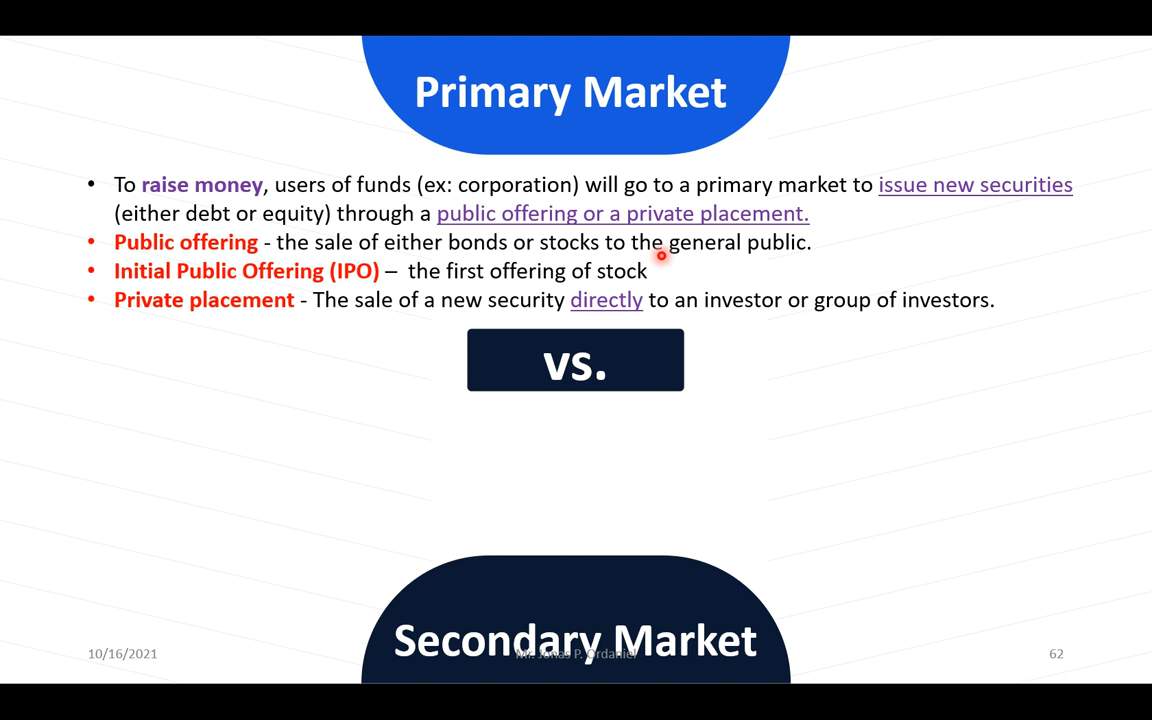 Primary Market
• To raise money, users of funds (ex: corporation) will go to a primary market to issue new securities
(either debt or equity) through a public offering or a private placement.
• Public offering - the sale of either bonds or stocks to the general public.
• Initial Public Offering (IPO) – the first offering of stock
• Private placement - The sale of a new security directly to an investor or group of investors.
vs.
Secondary Market
10/16/2021
Mr. Jonas P. Ordaniel
62